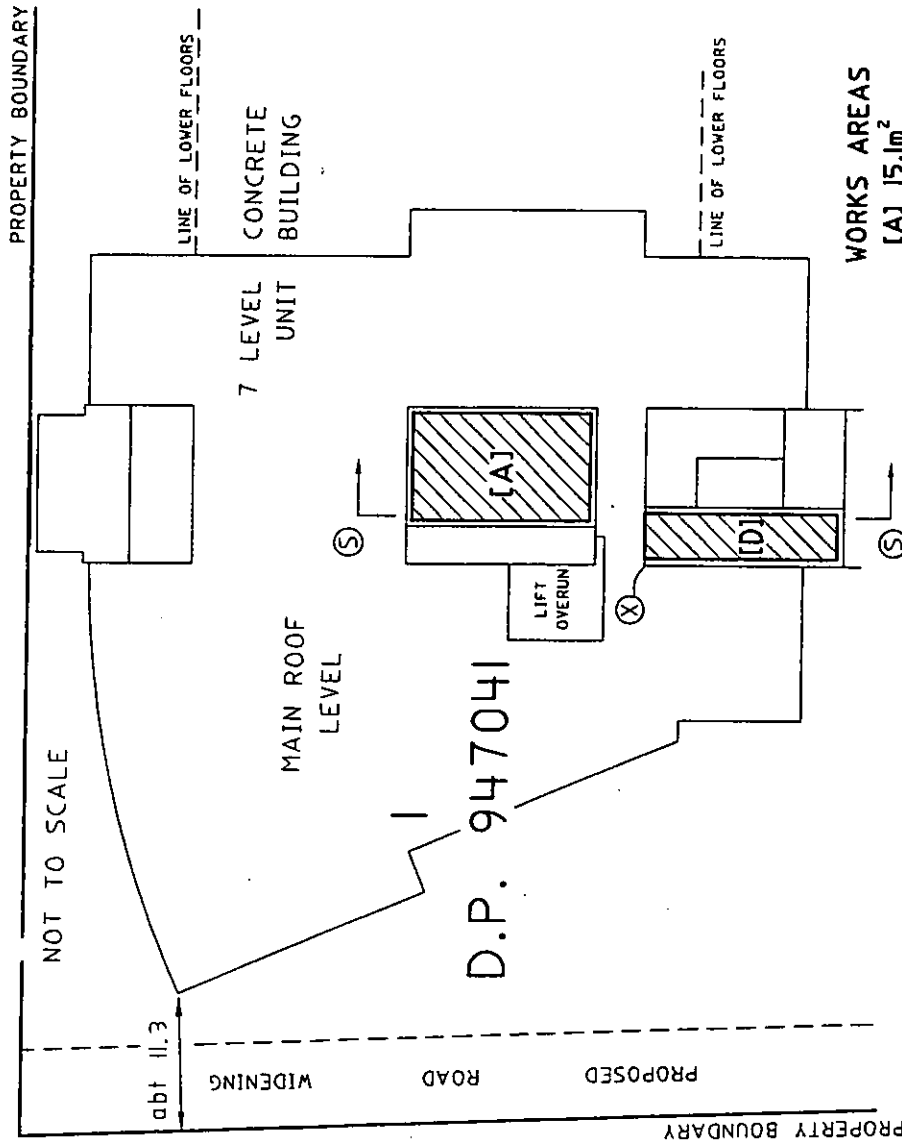 PROPERTY BOUNDARY
NOT TO SCALE
LINE OF LOWER FLOORS
7 LEVEL CONCRETE
UNIT BUILDING
abt 11.3
MAIN ROOF
LEVEL
S
[A]
LIFT
OVERUN
X
[D]
S
1
D.P. 947041
LINE OF LOWER FLOORS
PROPOSED ROAD WIDENING
PROPERTY BOUNDARY
WORKS AREAS
[A] 15.1m²